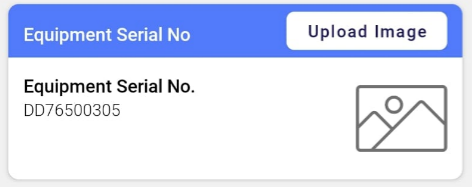 Equipment Serial No
Upload Image
Equipment Serial No.
DD76500305